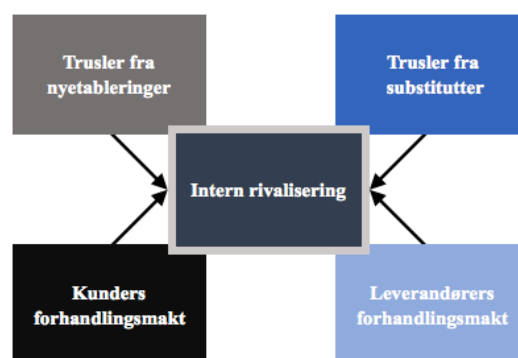 Trusler fra
nyetableringer
Trusler fra
substitutter
Intern rivalisering
Kunders
forhandlingsmakt
Leverandørers
forhandlingsmakt